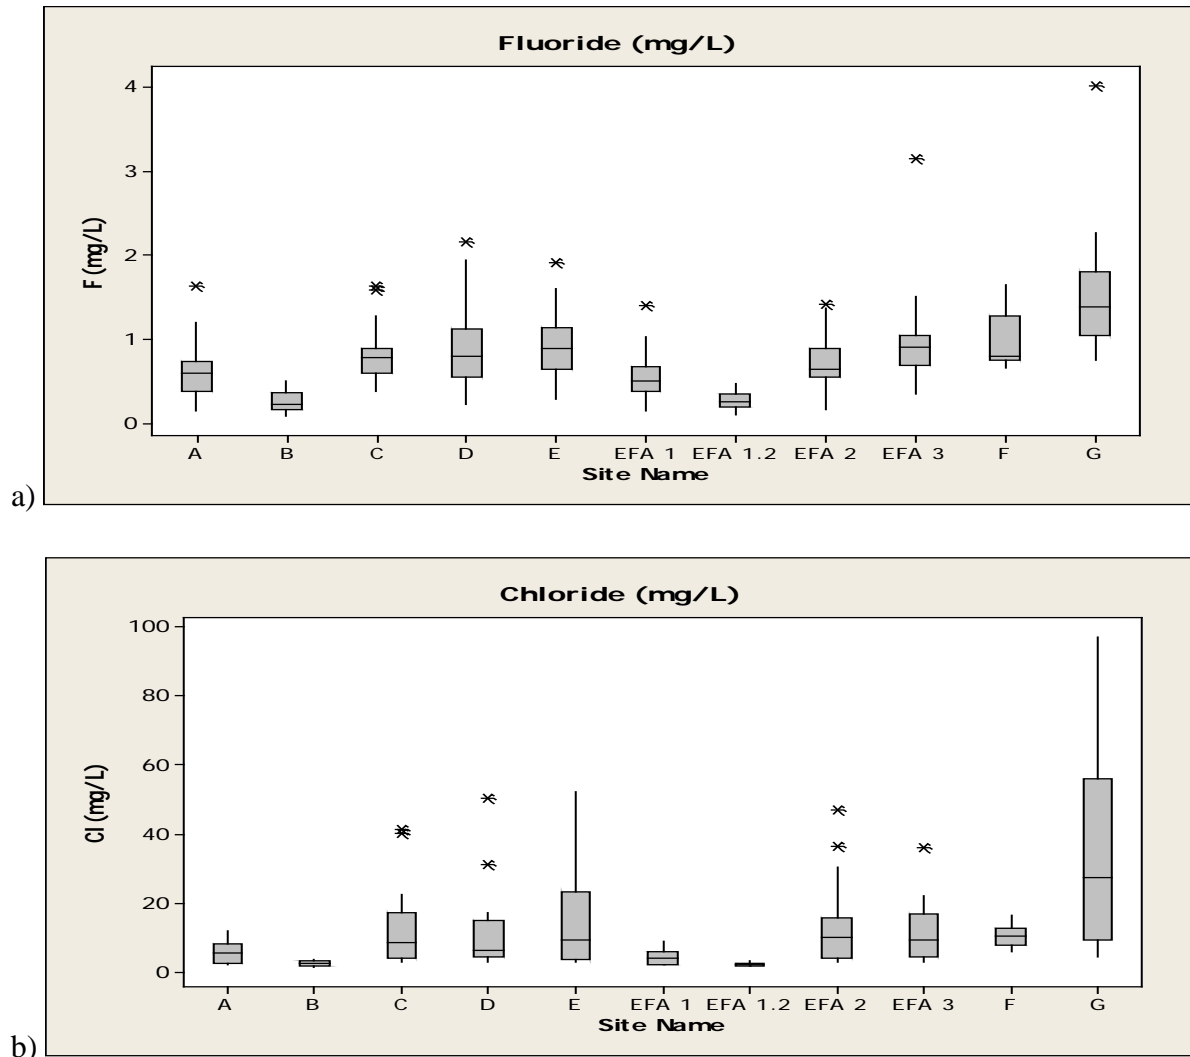 Fluoride (mg/L)
4
3
2
1
0
F (mg/L)
A B C D E EFA 1 EFA 1.2 EFA 2 EFA 3 F G
Site Name
a)
Chloride (mg/L)
100
80
60
40
20
0
Cl (mg/L)
A B C D E EFA 1 EFA 1.2 EFA 2 EFA 3 F G
Site Name
b)